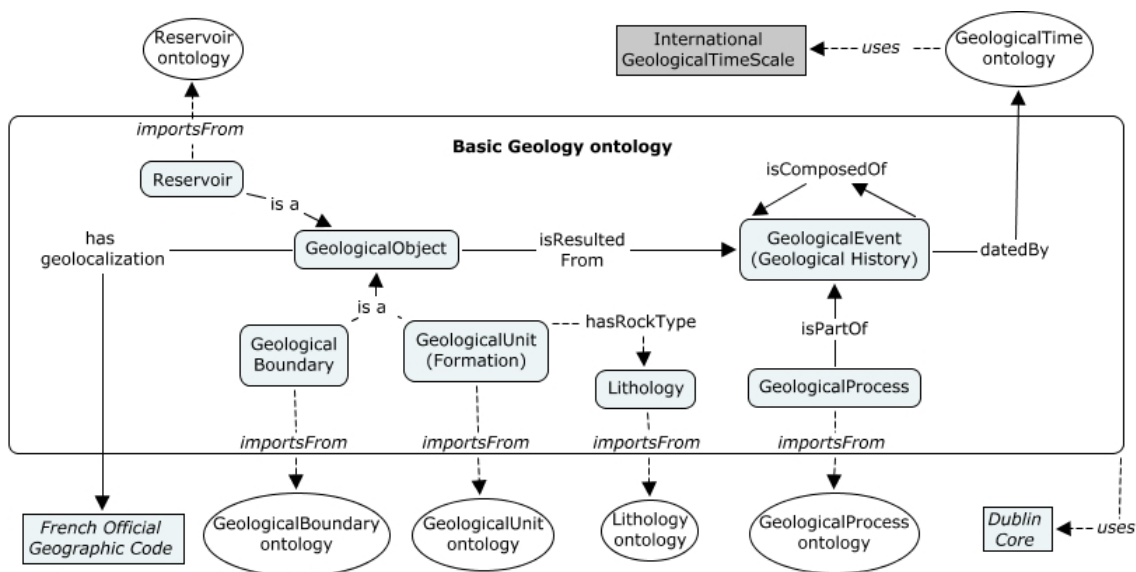 Reservoir
ontology
International
GeologicalTimeScale
uses
GeologicalTime
ontology
importsFrom
Basic Geology ontology
Reservoir
is a
isComposedOf
has
geolocalization
GeologicalObject
isResulted
From
GeologicalEvent
(Geological History)
datedBy
is a
Geological
Boundary
GeologicalUnit
(Formation)
hasRockType
isPartOf
Lithology
GeologicalProcess
importsFrom
importsFrom
importsFrom
importsFrom
French Official
Geographic Code
GeologicalBoundary
ontology
GeologicalUnit
ontology
Lithology
ontology
GeologicalProcess
ontology
Dublin
Core
uses